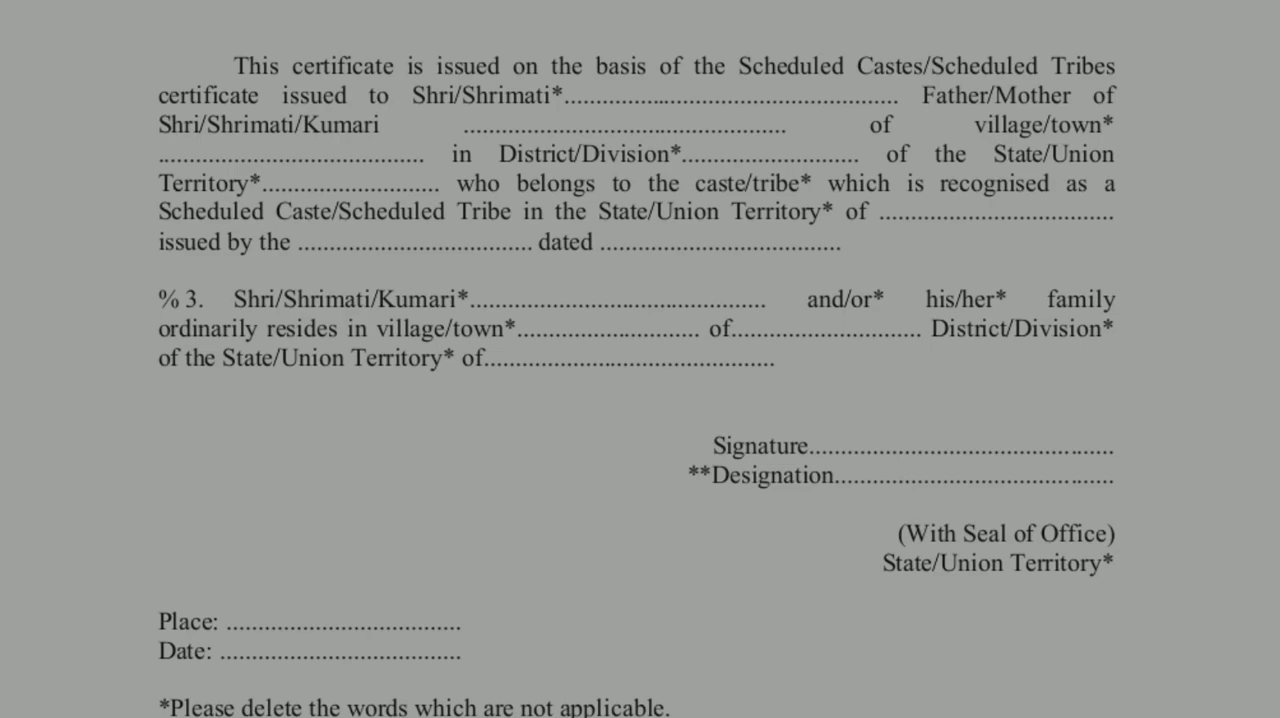 This certificate is issued on the basis of the Scheduled Castes/Scheduled Tribes
certificate issued to Shri/Shrimati*..................................................... Father/Mother of
Shri/Shrimati/Kumari ................................................... of village/town*
.......................................... in District/Division*............................ of the State/Union
Territory*............................ who belongs to the caste/tribe* which is recognised as a
Scheduled Caste/Scheduled Tribe in the State/Union Territory* of .....................................
issued by the ..................................... dated ......................................
% 3. Shri/Shrimati/Kumari*............................................... and/or* his/her* family
ordinarily resides in village/town*............................. of.............................. District/Division*
of the State/Union Territory* of..............................................
Signature................................................
**Designation............................................
(With Seal of Office)
State/Union Territory*
Place: .....................................
Date: ......................................
*Please delete the words which are not applicable.